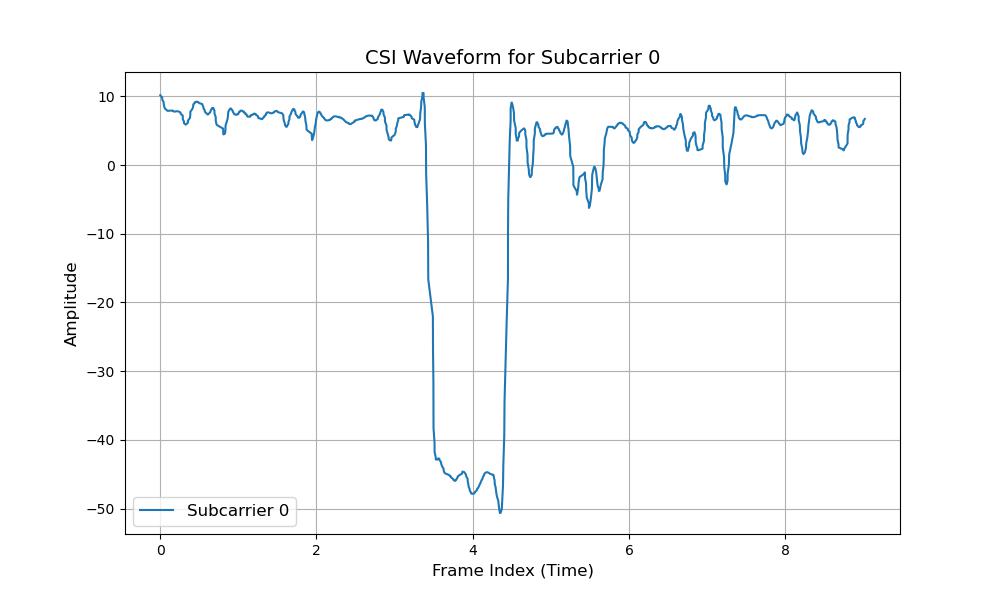 CSI Waveform for Subcarrier 0
Amplitude
10
0
−10
−20
−30
−40
−50
Subcarrier 0
0 2 4 6 8
Frame Index (Time)